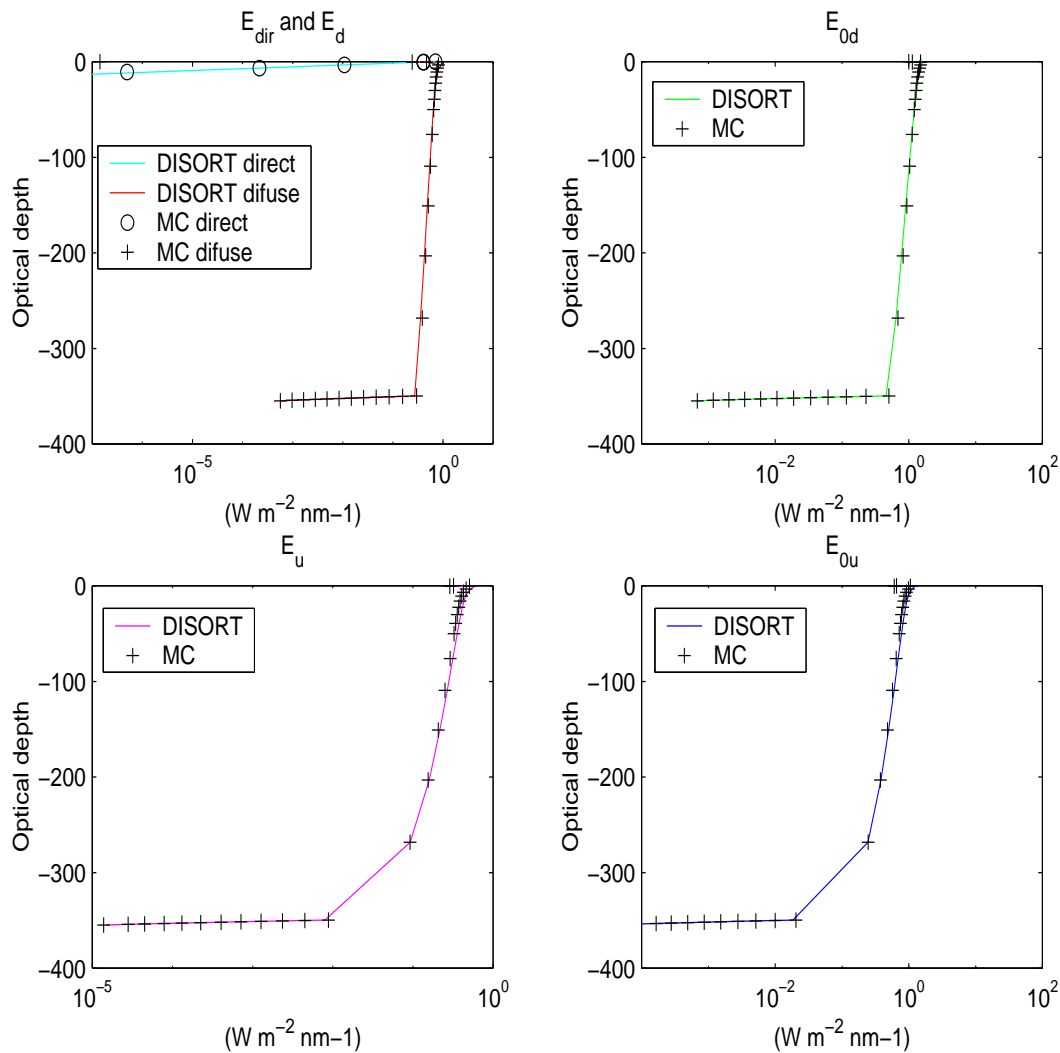 E_dir and E_d
0
−100
−200
−300
−400
Optical depth
DISORT direct
DISORT difuse
MC direct
MC difuse
10^−5
10^0
(W m^−2 nm−1)
E_0d
0
−100
−200
−300
−400
Optical depth
DISORT
MC
10^−2
10^0
10^2
(W m^−2 nm−1)
E_u
0
−100
−200
−300
−400
Optical depth
DISORT
MC
10^−5
10^0
(W m^−2 nm−1)
E_0u
0
−100
−200
−300
−400
Optical depth
DISORT
MC
10^−2
10^0
10^2
(W m^−2 nm−1)